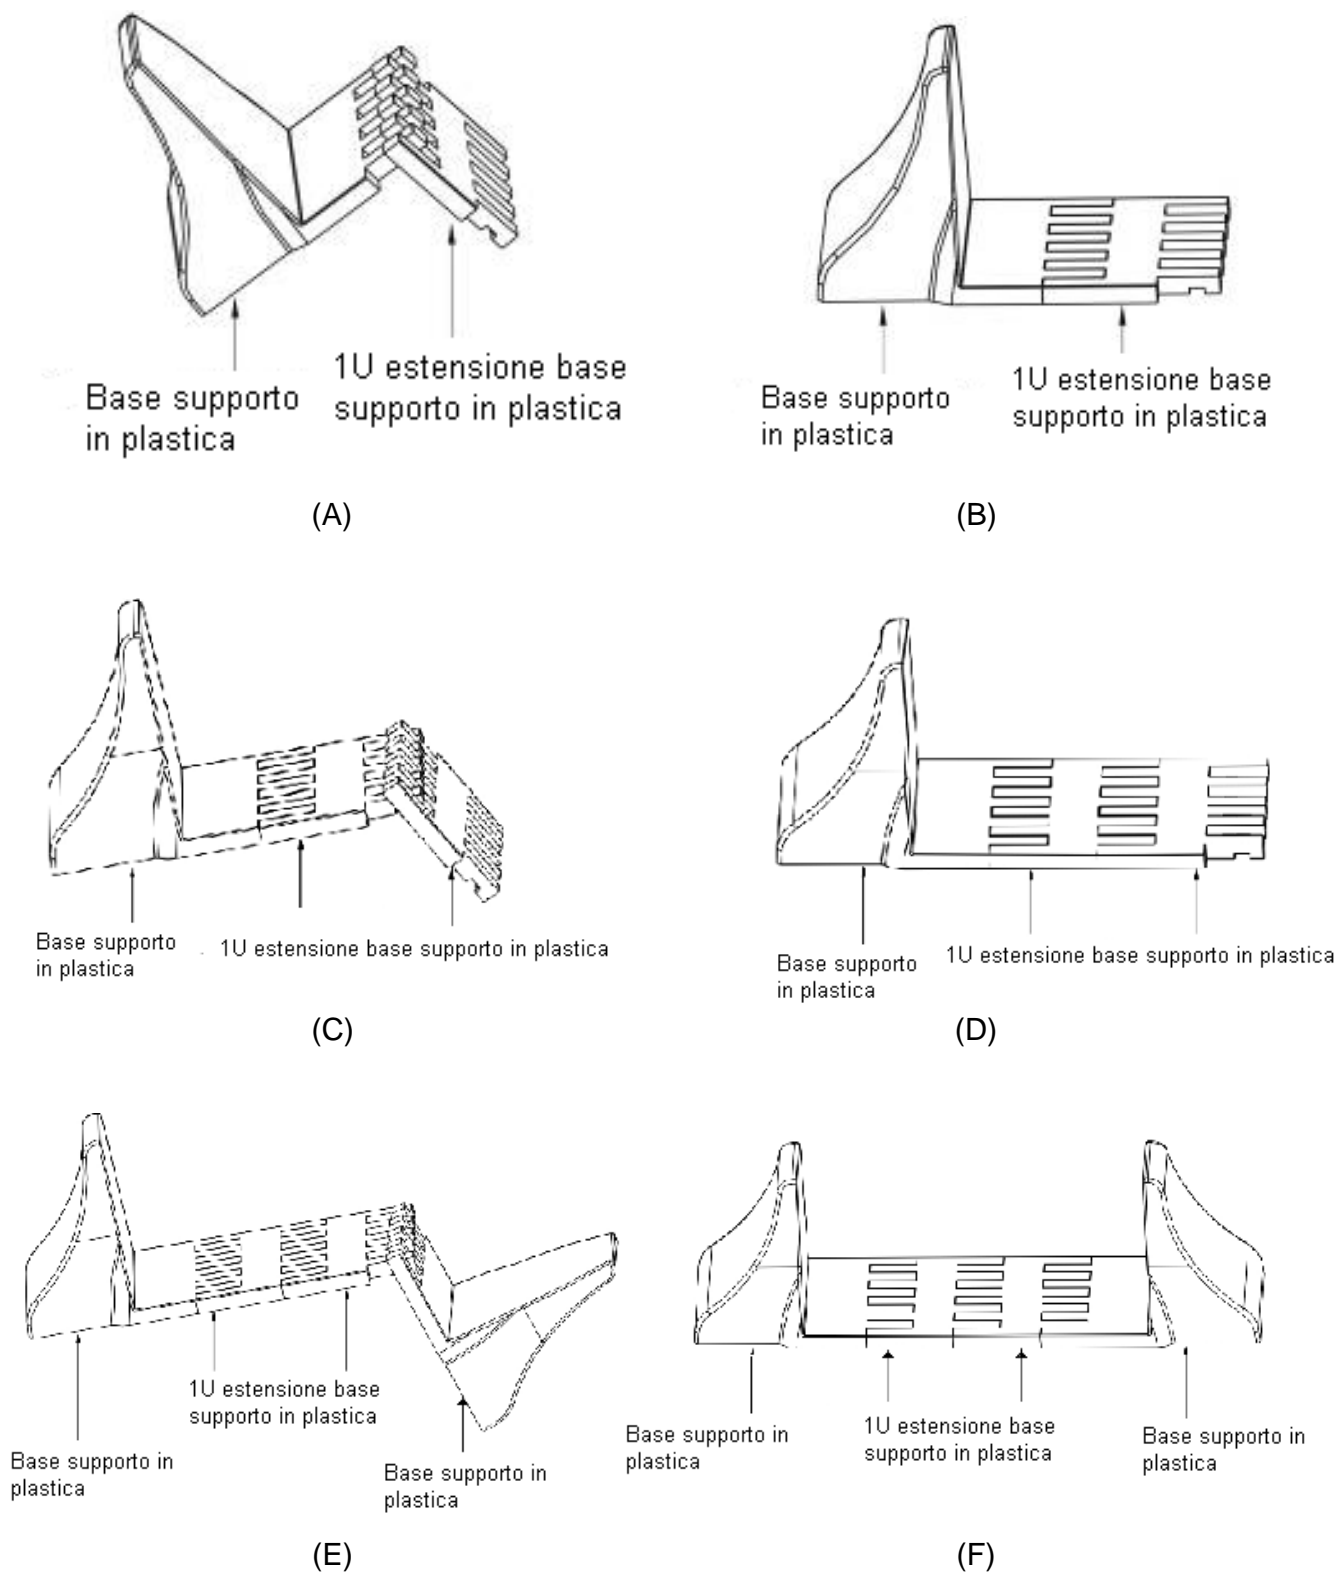 Base supporto
in plastica
1U estensione base
supporto in plastica
(A)
Base supporto
in plastica
1U estensione base
supporto in plastica
(B)
Base supporto
in plastica
1U estensione base supporto in plastica
(C)
Base supporto
in plastica
1U estensione base supporto in plastica
(D)
1U estensione base
supporto in plastica
Base supporto in
plastica
Base supporto in
plastica
(E)
Base supporto in
plastica
1U estensione base
supporto in plastica
Base supporto in
plastica
(F)